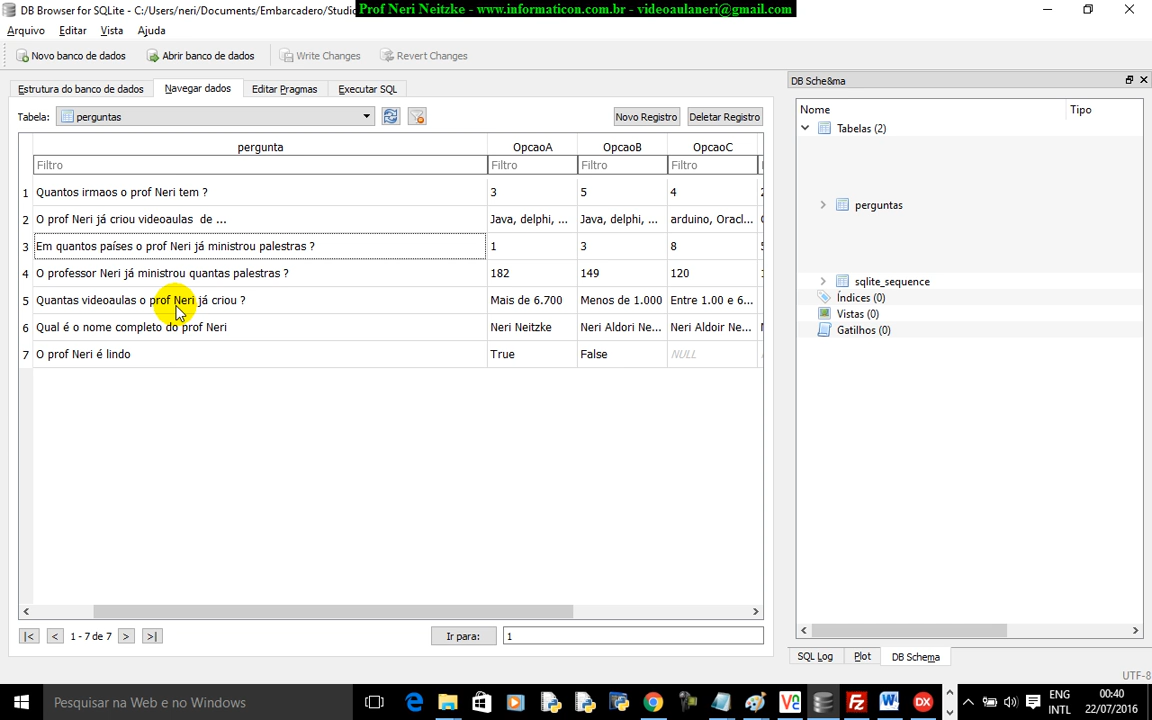 DB Browser for SQLite - C:/Users/neri/Documents/Embarcadero/Studio
Prof Neri Neitzke - www.informaticon.com.br - videoaulaneri@gmail.com
Arquivo Editar Vista Ajuda
Novo banco de dados Abrir banco de dados Write Changes Revert Changes
Estrutura do banco de dados Navegar dados Editar Pragmas Executar SQL
Tabela: perguntas Novo Registro Deletar Registro
pergunta OpcaoA OpcaoB OpcaoC
Filtro Filtro Filtro Filtro
1 Quantos irmaos o prof Neri tem ? 3 5 4
2 O prof Neri já criou videoaulas de ... Java, delphi, ... Java, delphi, ... arduino, Oracl...
3 Em quantos países o prof Neri já ministrou palestras ? 1 3 8
4 O professor Neri já ministrou quantas palestras ? 182 149 120
5 Quantas videoaulas o prof Neri já criou ? Mais de 6.700 Menos de 1.000 Entre 1.00 e 6...
6 Qual é o nome completo do prof Neri Neri Neitzke Neri Aldori Ne... Neri Aldoir Ne...
7 O prof Neri é lindo True False NULL
|< < 1 - 7 de 7 > >| Ir para: 1
DB Sche&ma
Nome Tipo
Tabelas (2)
perguntas
sqlite_sequence
Índices (0)
Vistas (0)
Gatilhos (0)
SQL Log Plot DB Schema
UTF-8
Pesquisar na Web e no Windows
ENG
INTL
00:40
22/07/2016